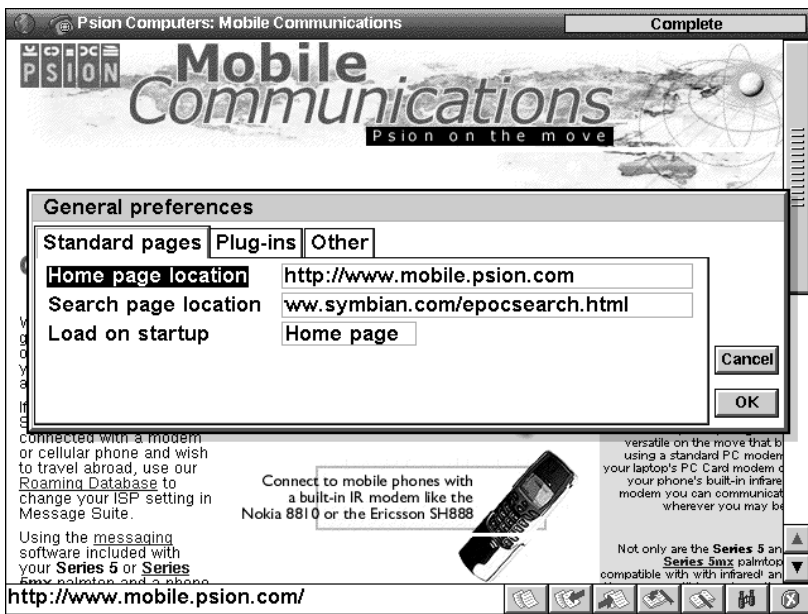 Psion Computers: Mobile Communications
Complete
PSION
Mobile
Communications
Psion on the move
General preferences
Standard pages Plug-ins Other
Home page location http://www.mobile.psion.com
Search page location ww.symbian.com/epocsearch.html
Load on startup Home page
Cancel
OK
connected with a modem
or cellular phone and wish
to travel abroad, use our
Roaming Database to
change your ISP setting in
Message Suite.
Using the messaging
software included with
your Series 5 or Series
5mx palmtop and a phone
Connect to mobile phones with
a built-in IR modem like the
Nokia 8810 or the Ericsson SH888
versatile on the move that b
using a standard PC modem
your laptop's PC Card modem o
your phone's built-in infrare
modem you can communicat
wherever you may be
Not only are the Series 5 an
Series 5mx palmtop
compatible with with infrared an
http://www.mobile.psion.com/